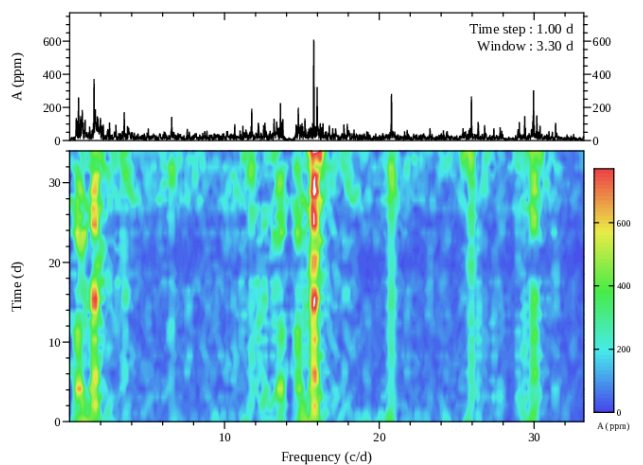 Time step : 1.00 d
Window : 3.30 d
A (ppm)
600 600
400 400
200 200
0 0
Time (d)
30
20
10
0
10 20 30
Frequency (c/d)
600
400
200
0
A (ppm)